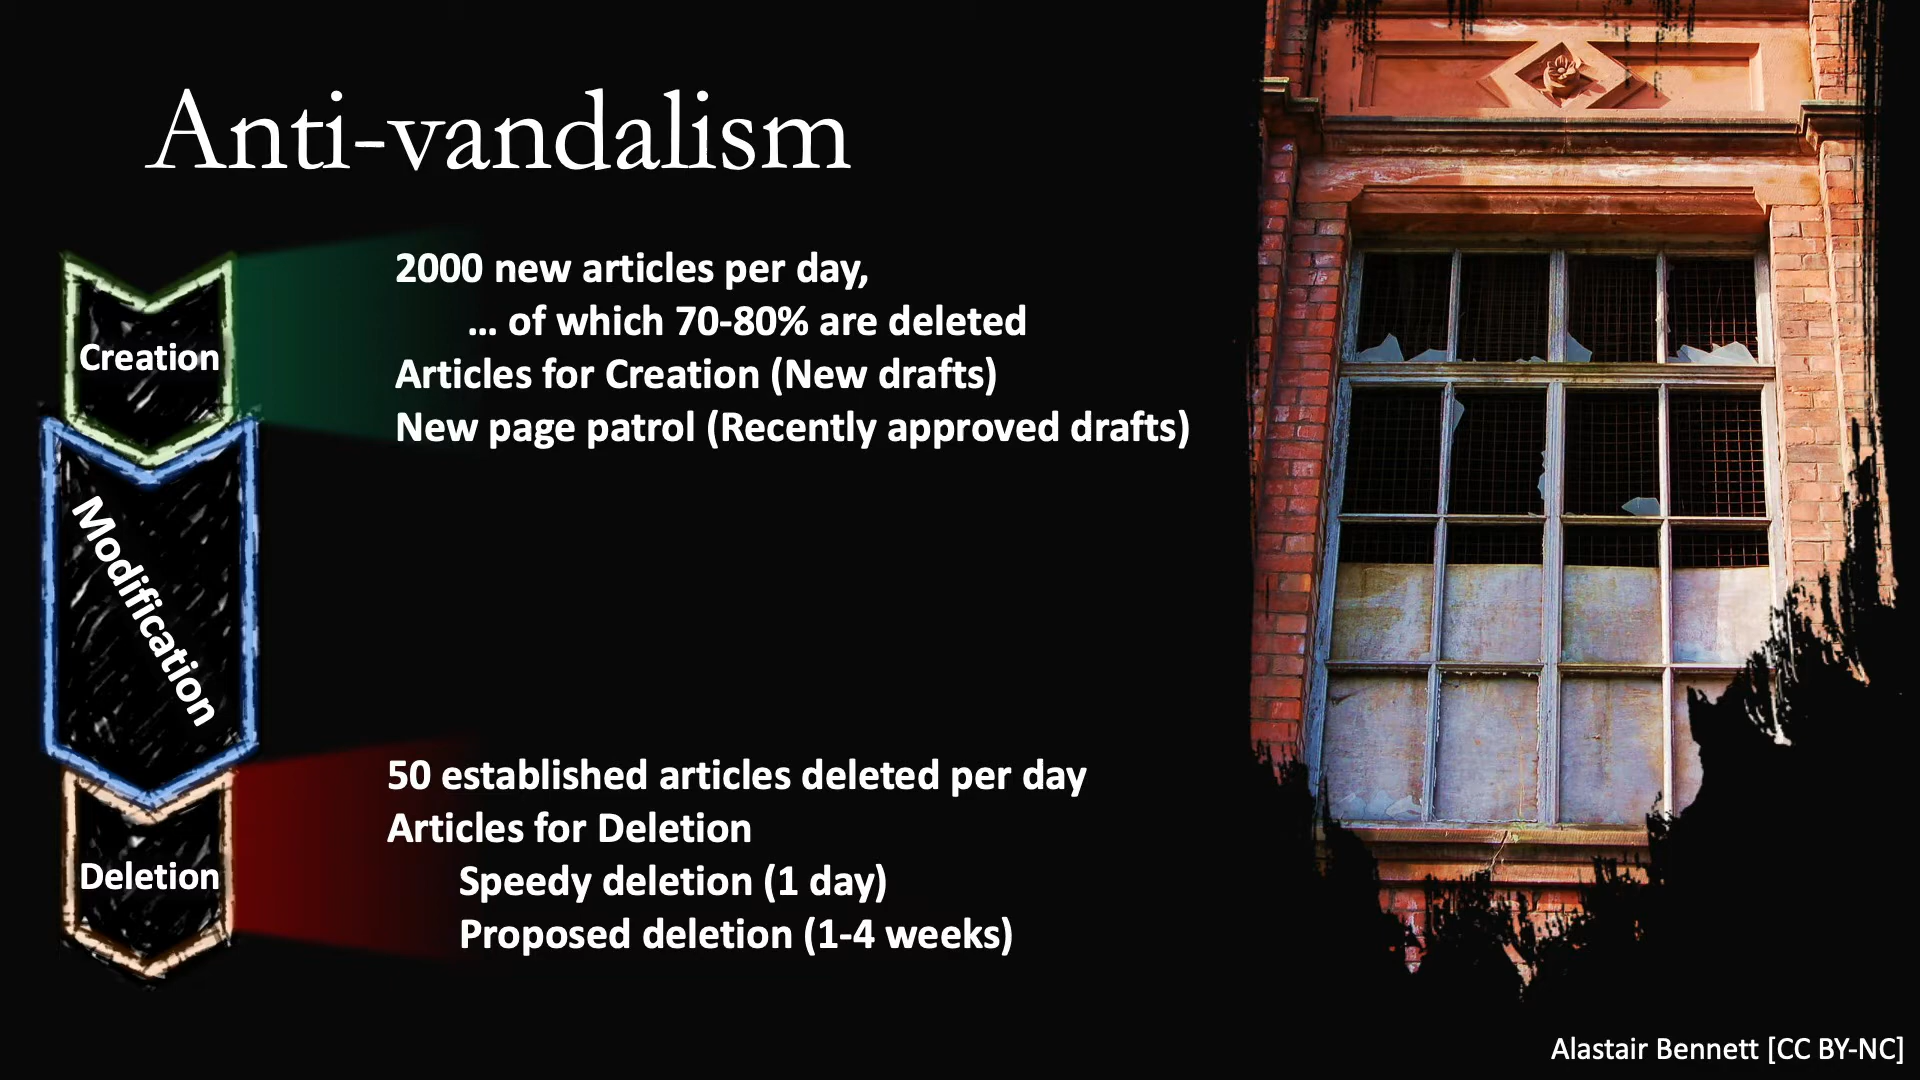 Anti-vandalism
Creation
2000 new articles per day,
... of which 70-80% are deleted
Articles for Creation (New drafts)
New page patrol (Recently approved drafts)
Modification
Deletion
50 established articles deleted per day
Articles for Deletion
Speedy deletion (1 day)
Proposed deletion (1-4 weeks)
Alastair Bennett [CC BY-NC]